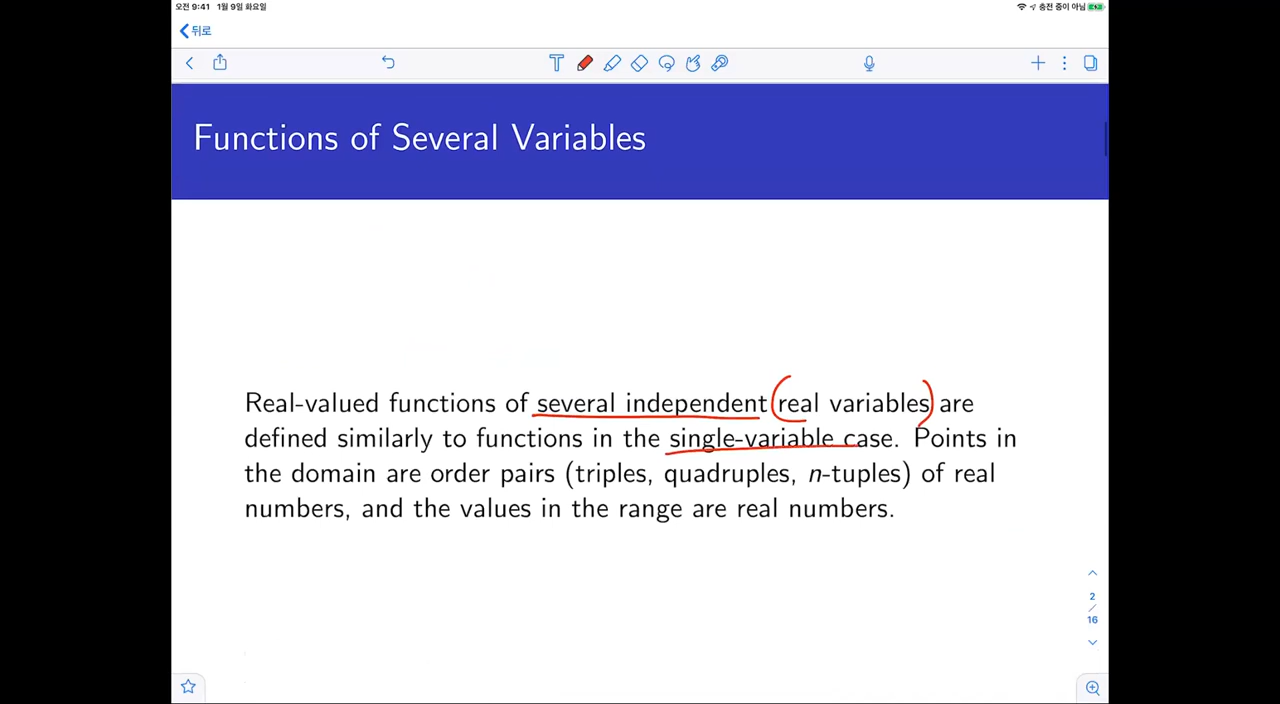 오전 9:41 1월 9일 화요일
충전 중이 아님
뒤로
Functions of Several Variables
Real-valued functions of several independent (real variables) are
defined similarly to functions in the single-variable case. Points in
the domain are order pairs (triples, quadruples, n-tuples) of real
numbers, and the values in the range are real numbers.
2
/
16